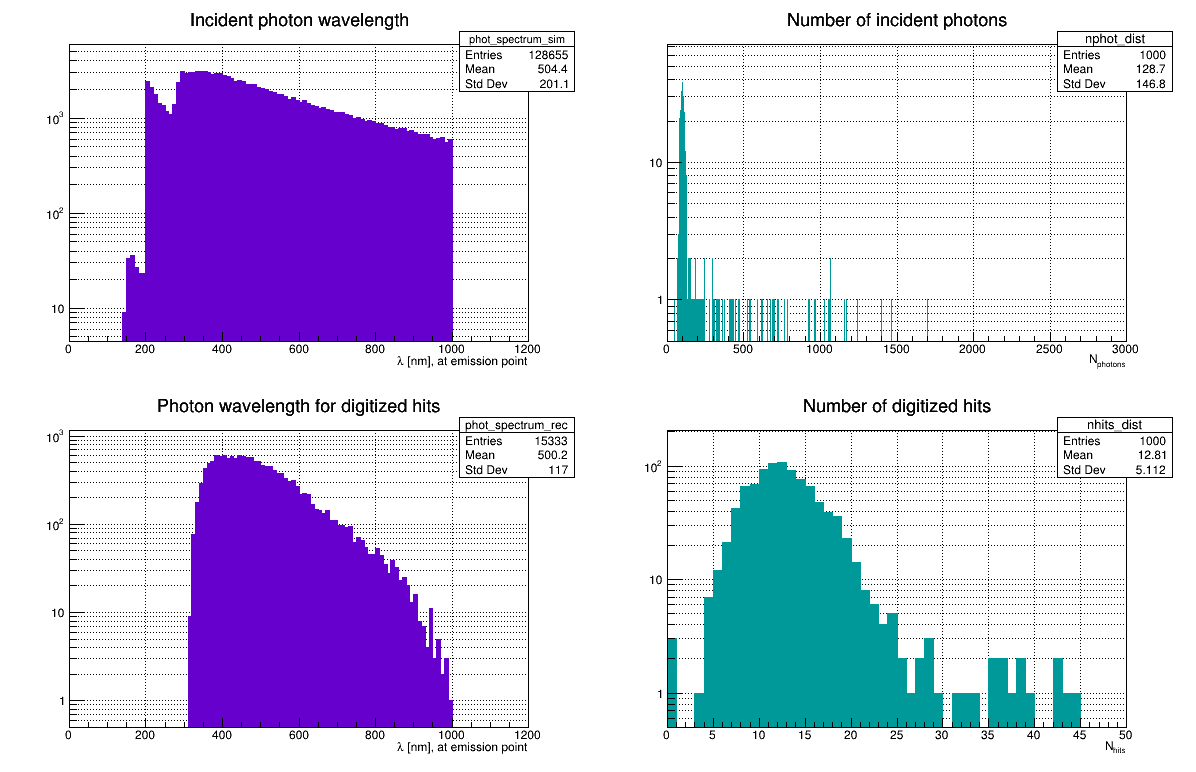 Incident photon wavelength
phot_spectrum_sim
Entries 128655
Mean 504.4
Std Dev 201.1
10³
10²
10
0 200 400 600 800 1000 1200
λ [nm], at emission point
Number of incident photons
nphot_dist
Entries 1000
Mean 128.7
Std Dev 146.8
10
1
0 500 1000 1500 2000 2500 3000
N_photons
Photon wavelength for digitized hits
phot_spectrum_rec
Entries 15333
Mean 500.2
Std Dev 117
10³
10²
10
1
0 200 400 600 800 1000 1200
λ [nm], at emission point
Number of digitized hits
nhits_dist
Entries 1000
Mean 12.81
Std Dev 5.112
10²
10
1
0 5 10 15 20 25 30 35 40 45 50
N_hits